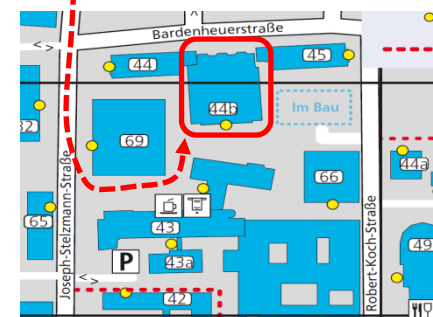 Bardenheuerstraße
44
45
44b
Im Bau
32
69
44a
66
65
43
Joseph-Stelzmann-Straße
Robert-Koch-Straße
P
43a
49
42